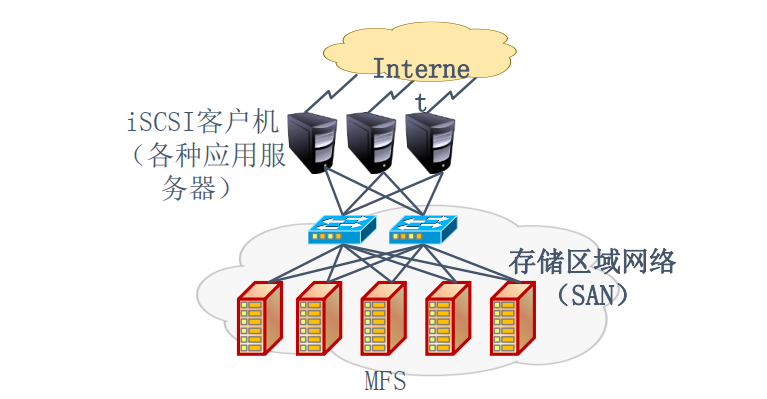 Interne
t
iSCSI客户机
（各种应用服
务器）
存储区域网络
（SAN）
MFS